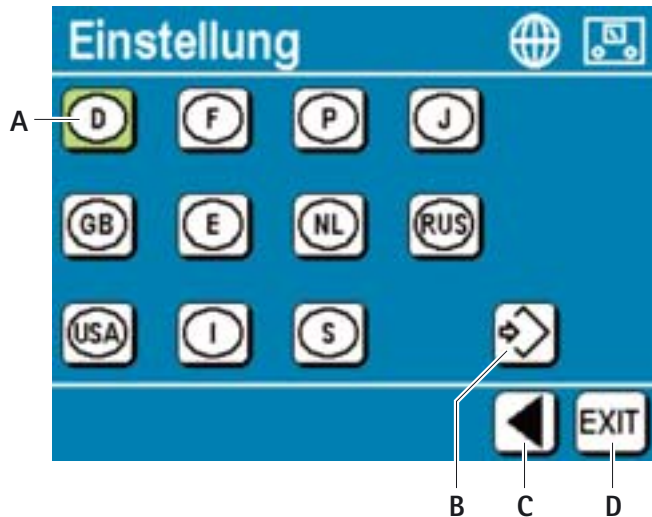 Einstellung
A D F P J
GB E NL RUS
USA I S
EXIT
B C D